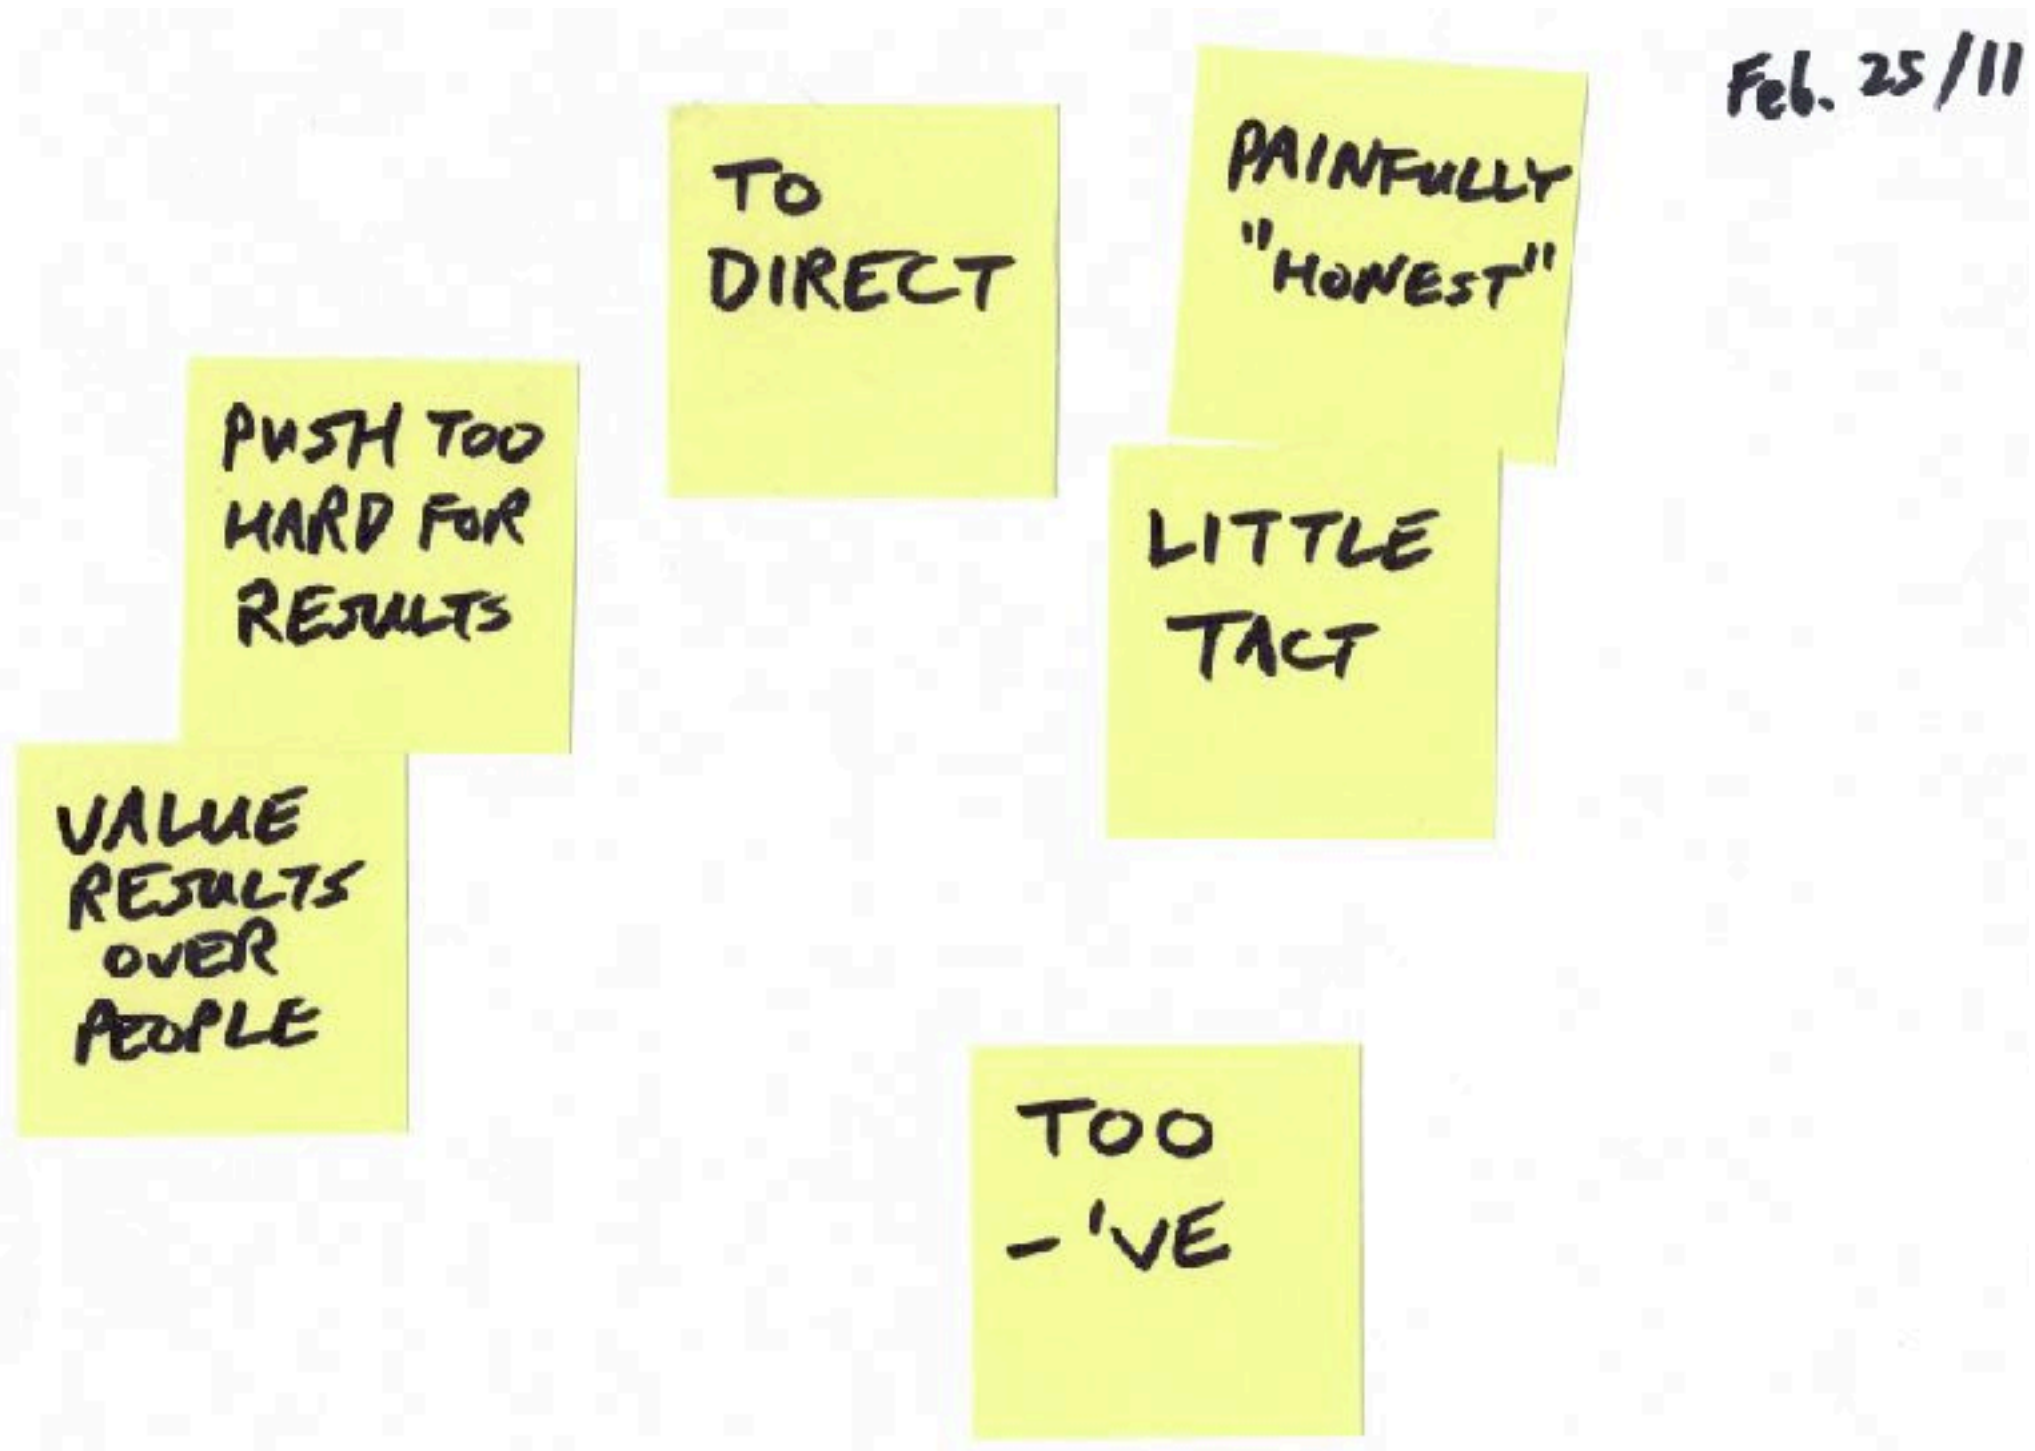 Feb. 25/11
TO
DIRECT
PAINFULLY
"HONEST"
PUSH TOO
HARD FOR
RESULTS
LITTLE
TACT
VALUE
RESULTS
OVER
PEOPLE
TOO
-'VE